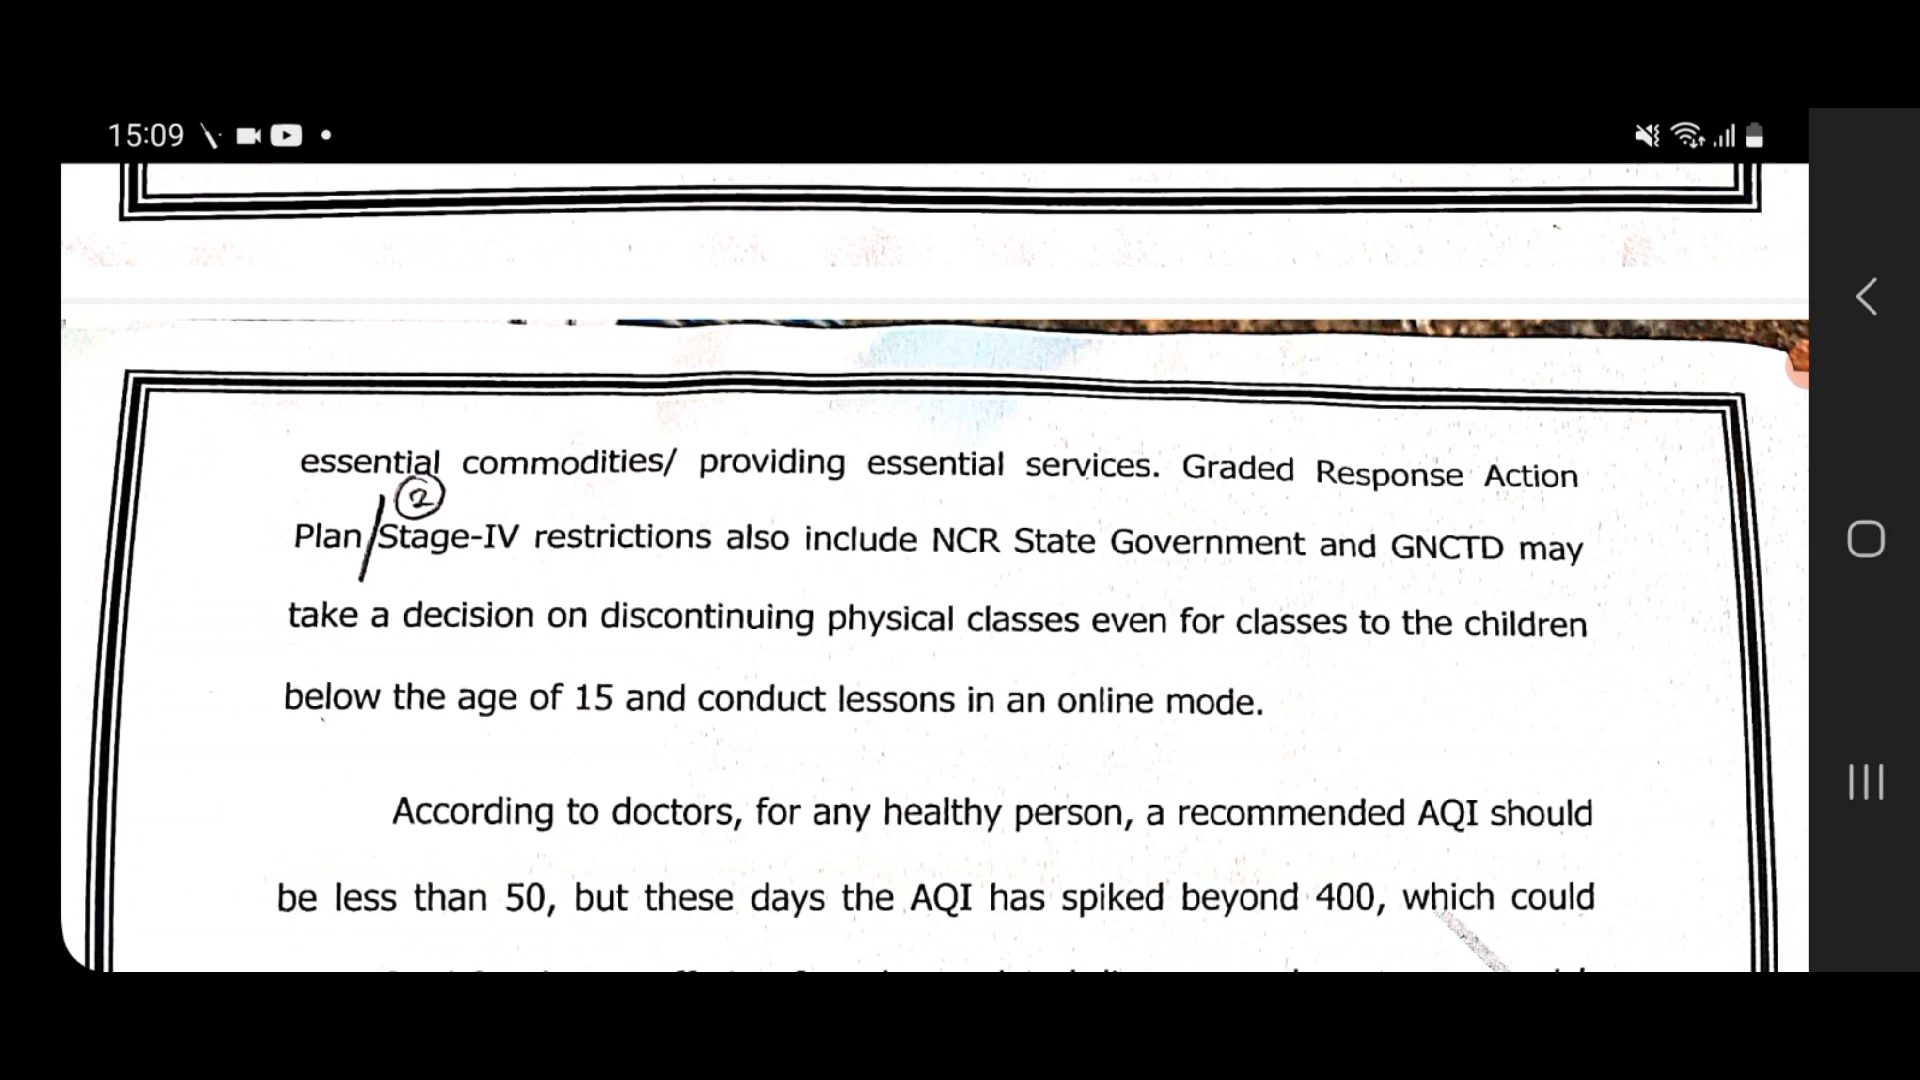 15:09
essential commodities/ providing essential services. Graded Response Action
2
Plan/Stage-IV restrictions also include NCR State Government and GNCTD may
take a decision on discontinuing physical classes even for classes to the children
below the age of 15 and conduct lessons in an online mode.
According to doctors, for any healthy person, a recommended AQI should
be less than 50, but these days the AQI has spiked beyond 400, which could